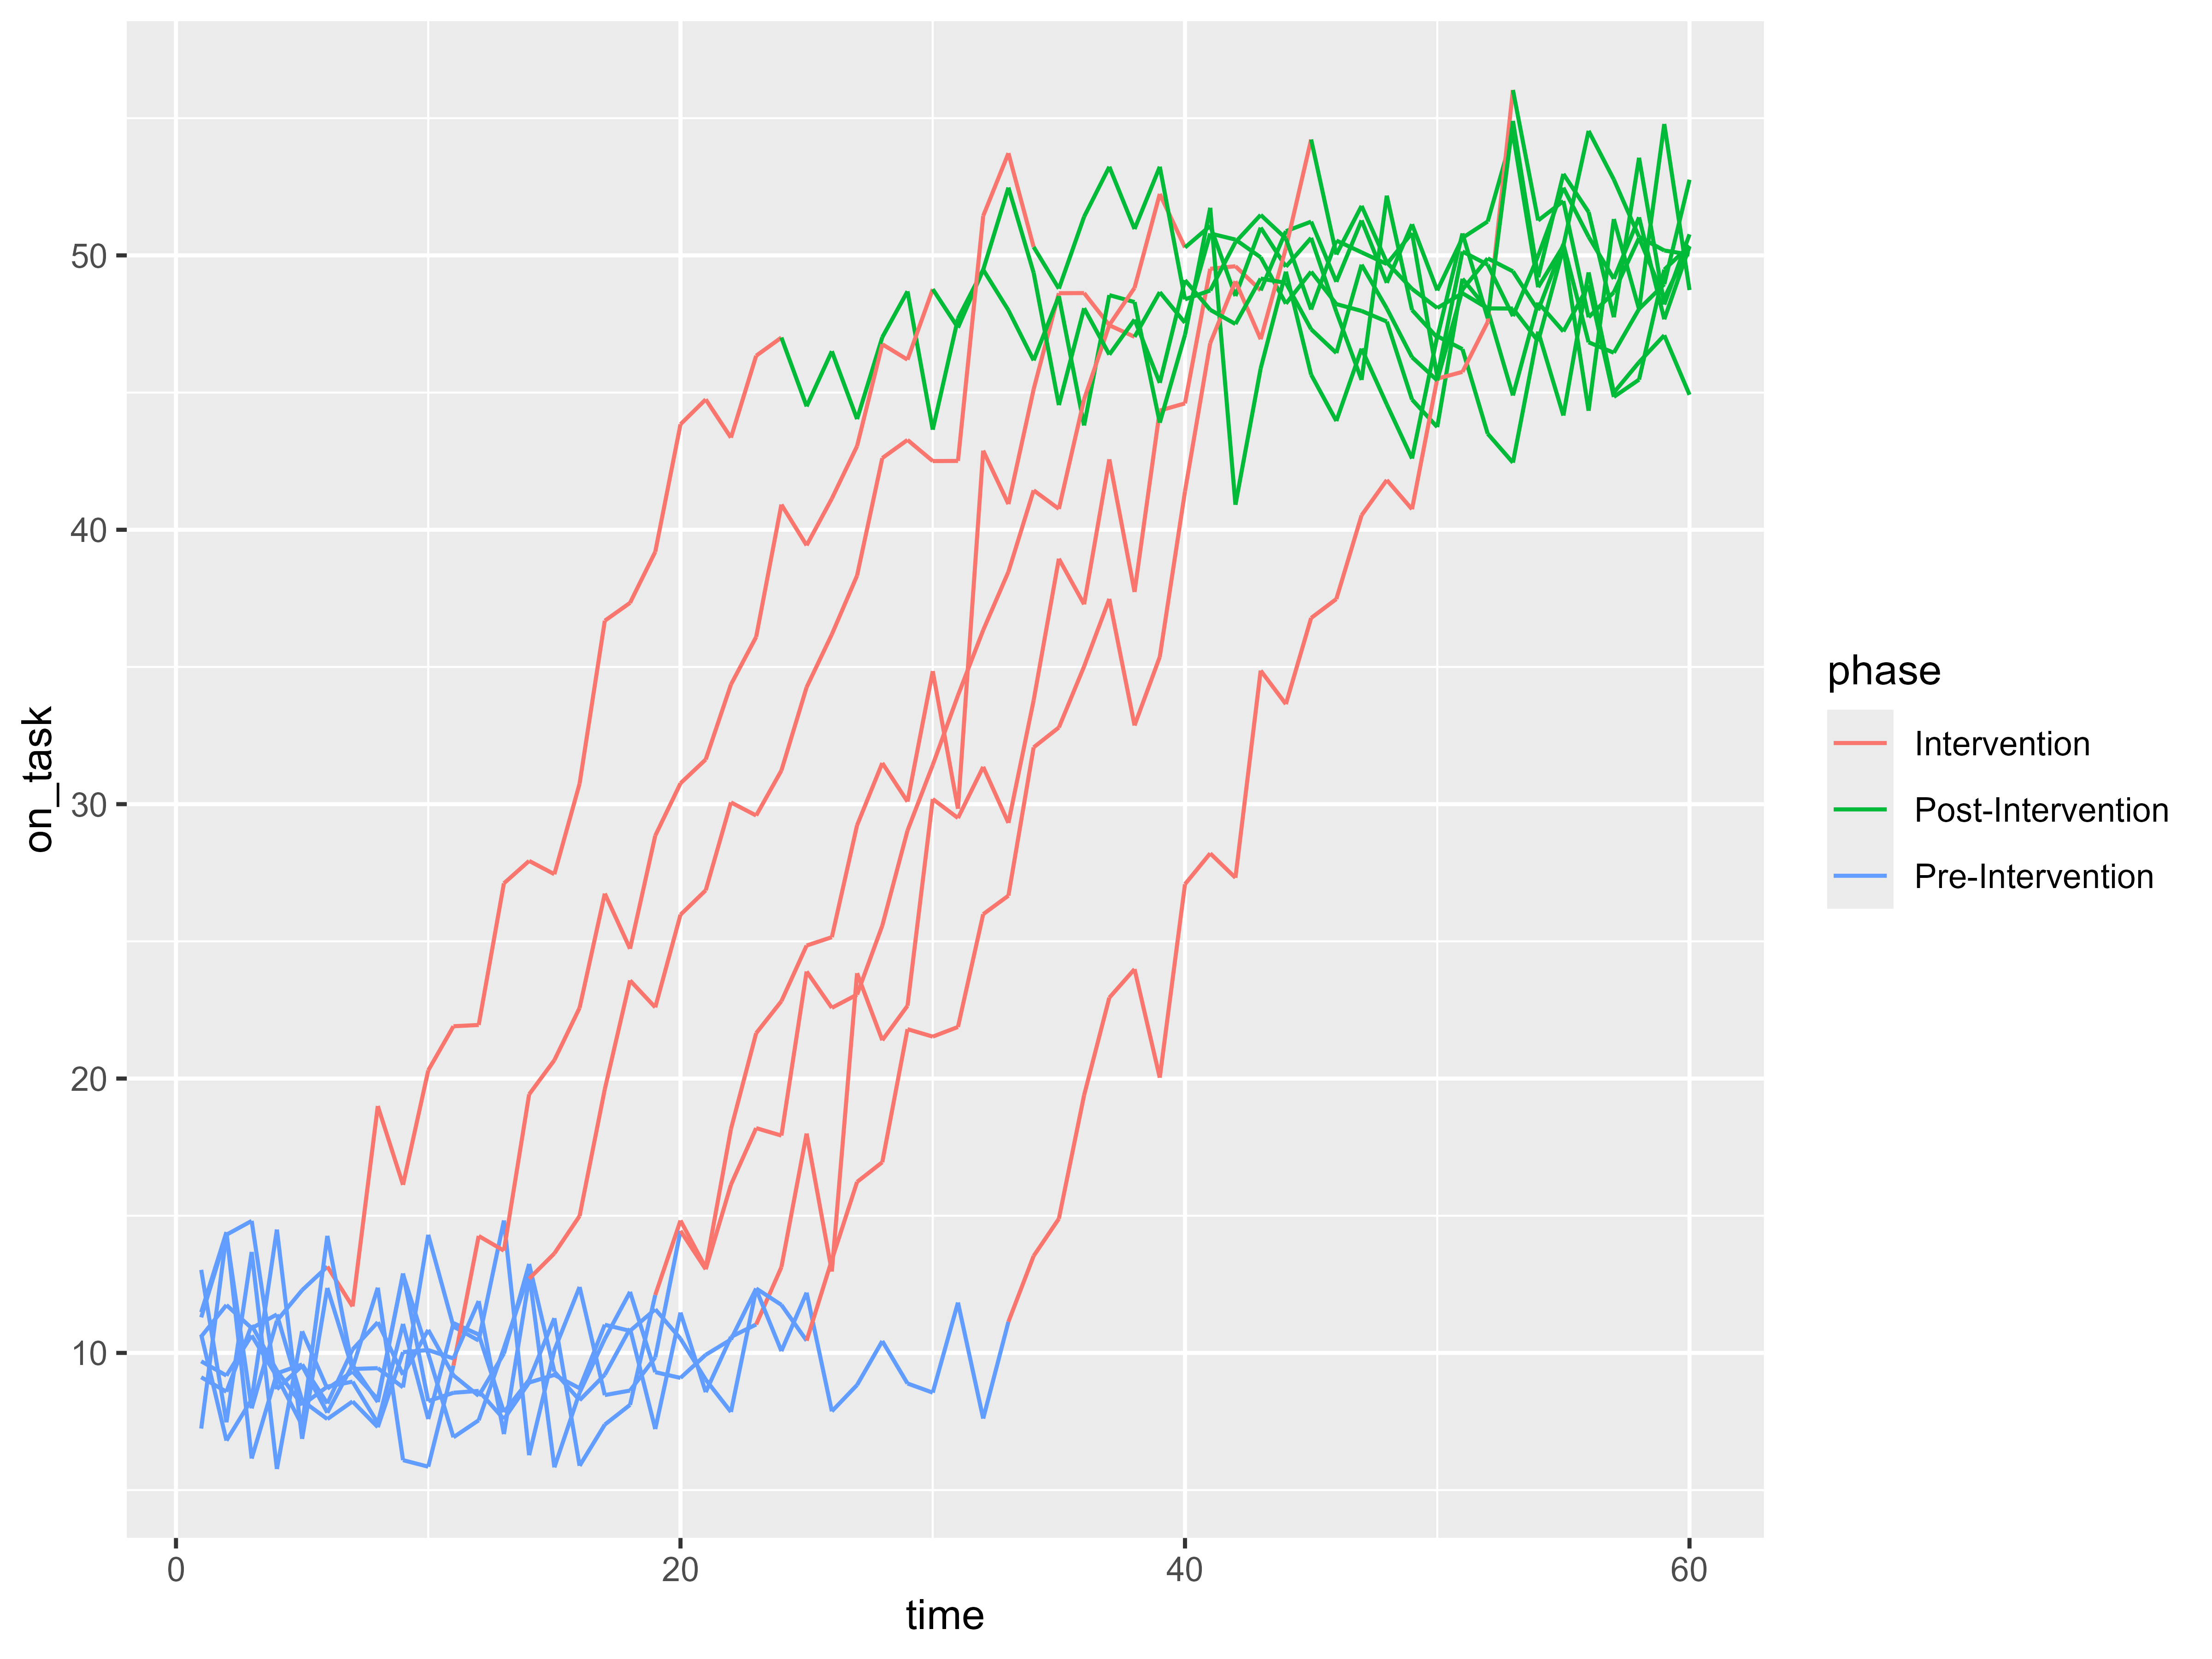 50
40
30
20
10
on_task
0
20
40
60
time
phase
Intervention
Post-Intervention
Pre-Intervention